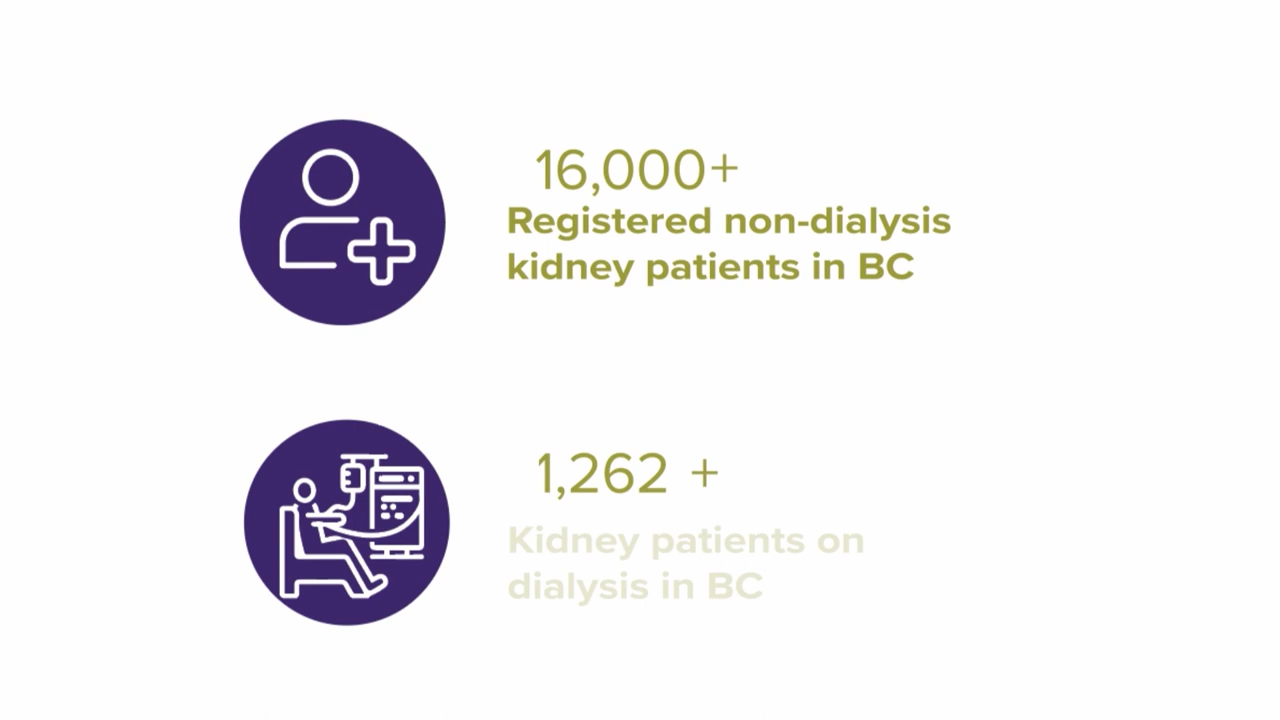 16,000+
Registered non-dialysis
kidney patients in BC
1,262 +
Kidney patients on
dialysis in BC